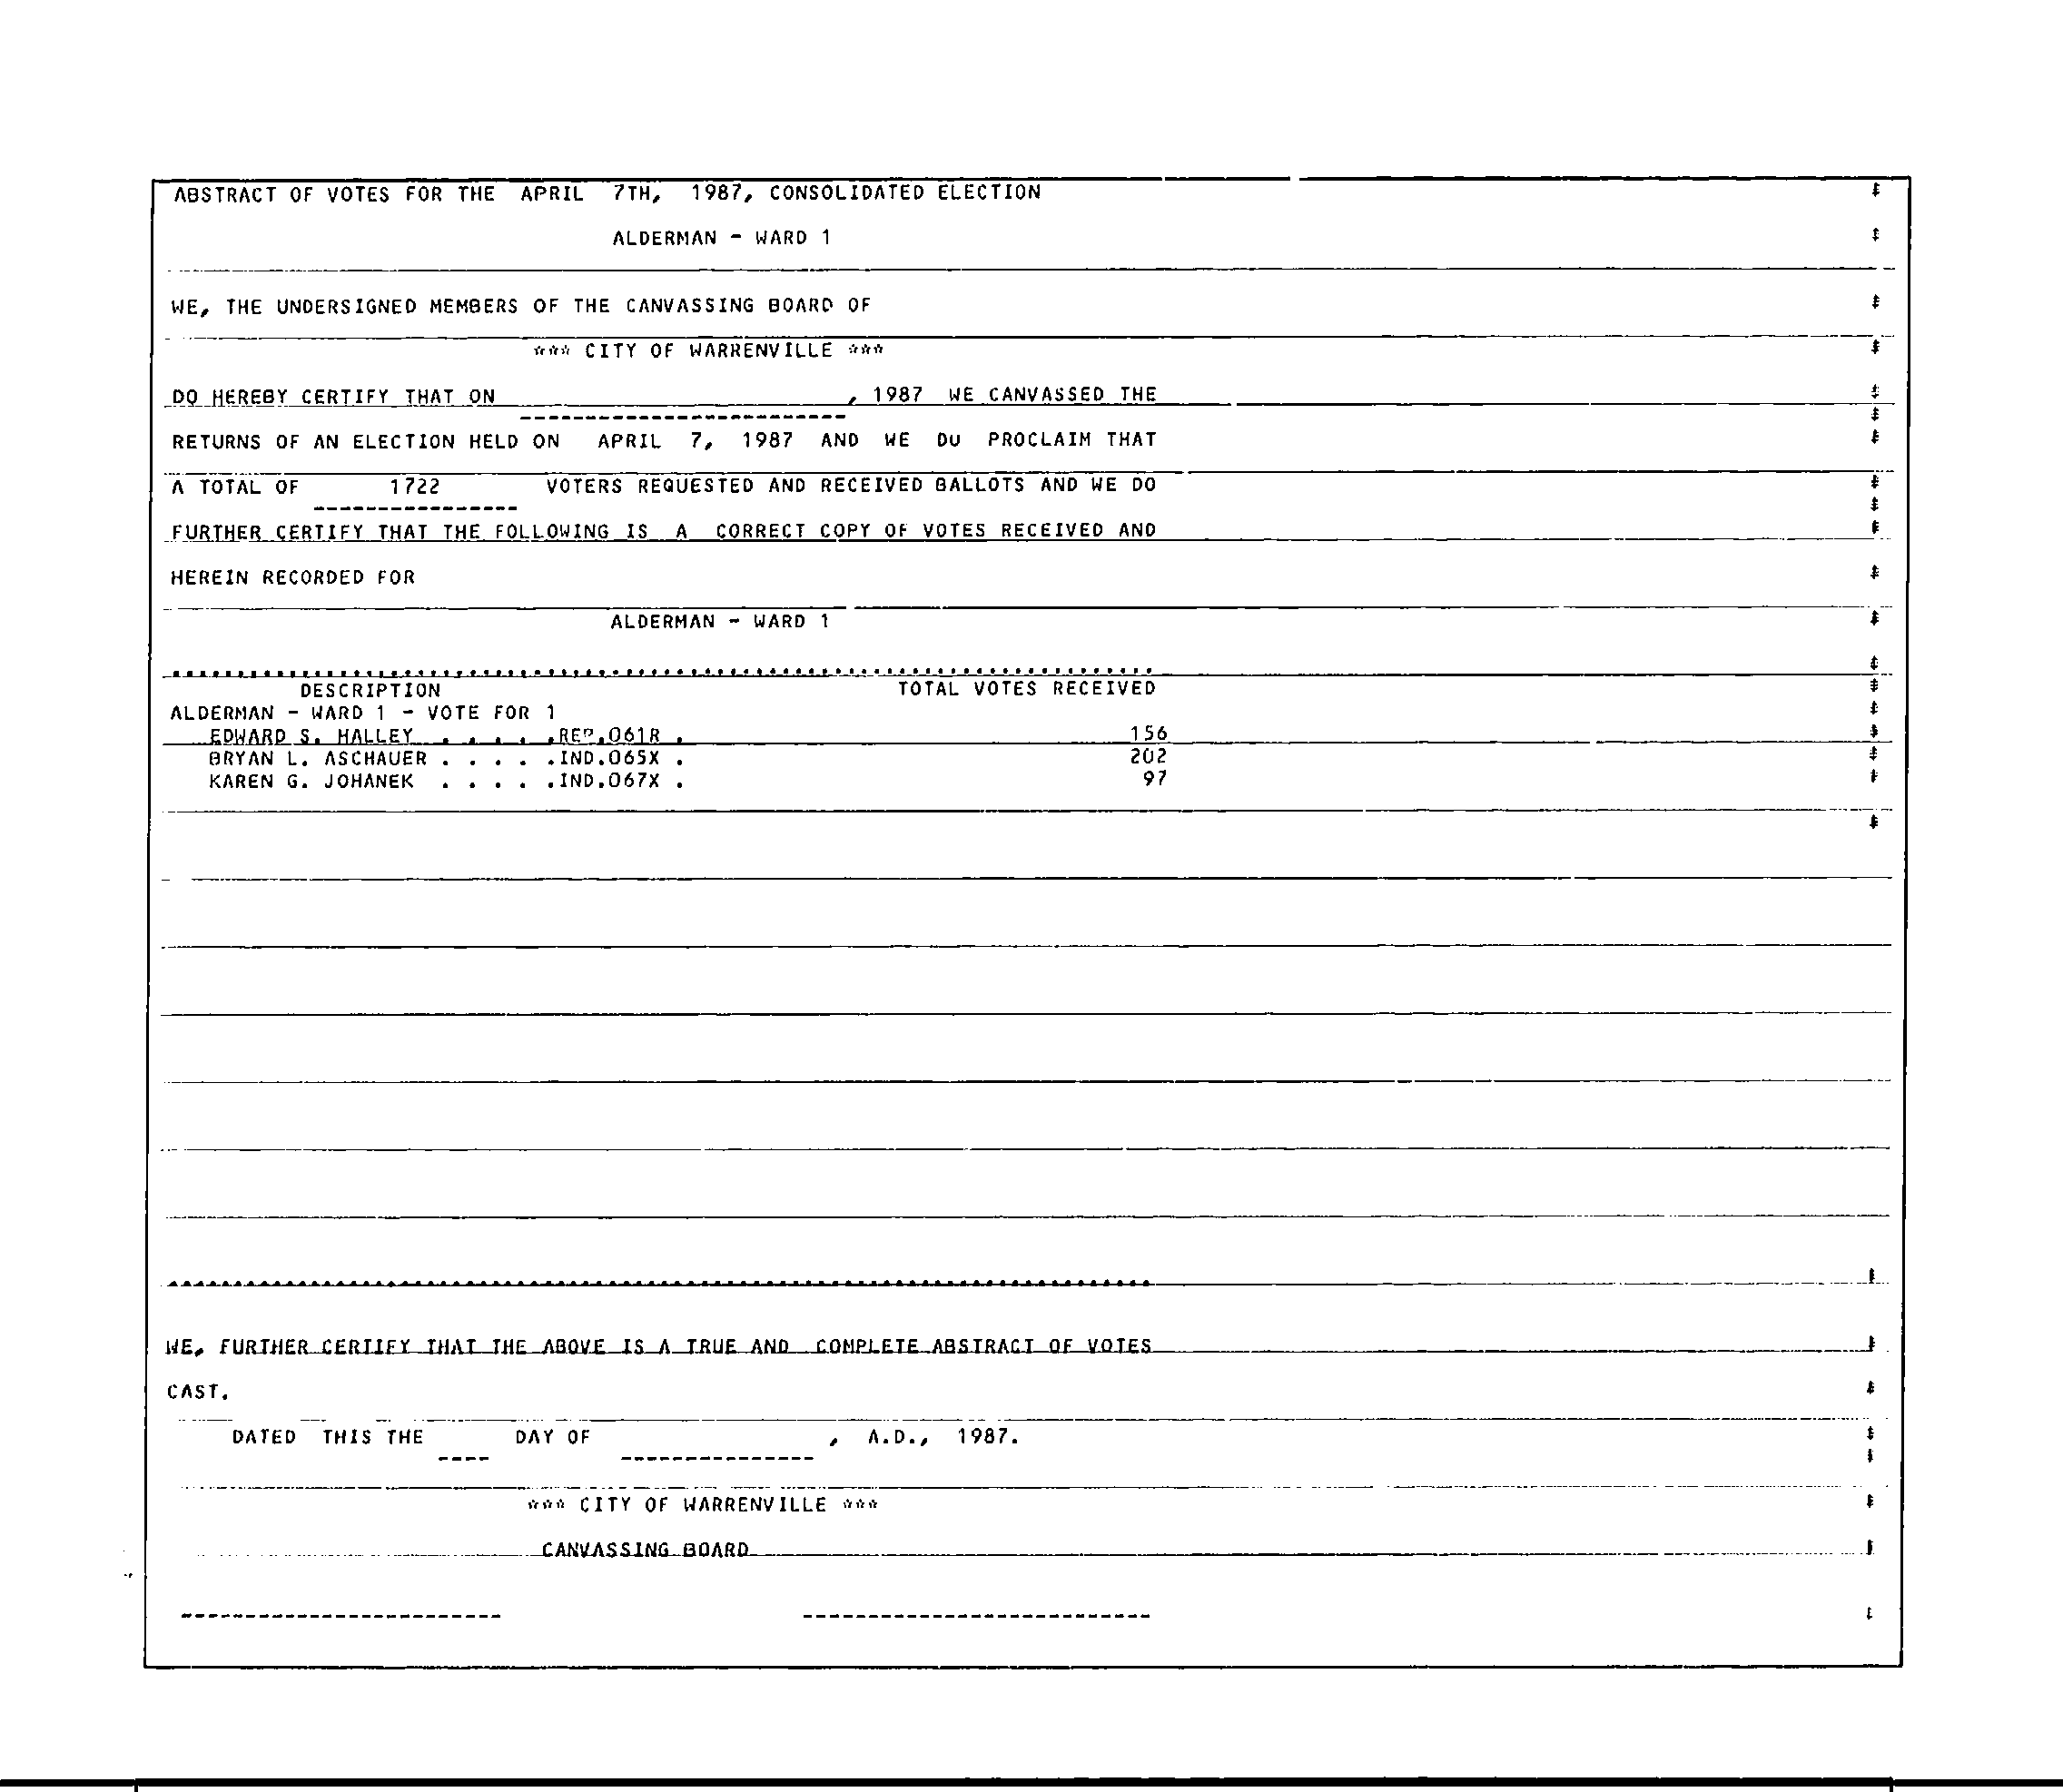 ABSTRACT OF VOTES FOR THE APRIL 7TH, 1987, CONSOLIDATED ELECTION
ALDERMAN - WARD 1
WE, THE UNDERSIGNED MEMBERS OF THE CANVASSING BOARD OF
*** CITY OF WARRENVILLE ***
DO HEREBY CERTIFY THAT ON , 1987 WE CANVASSED THE
RETURNS OF AN ELECTION HELD ON APRIL 7, 1987 AND WE DO PROCLAIM THAT
A TOTAL OF 1722 VOTERS REQUESTED AND RECEIVED BALLOTS AND WE DO
FURTHER CERTIFY THAT THE FOLLOWING IS A CORRECT COPY OF VOTES RECEIVED AND
HEREIN RECORDED FOR
ALDERMAN - WARD 1
DESCRIPTION TOTAL VOTES RECEIVED
ALDERMAN - WARD 1 - VOTE FOR 1
EDWARD S. HALLEY . . . . .REP.061R . 156
BRYAN L. ASCHAUER . . . . .IND.065X . 202
KAREN G. JOHANEK . . . . .IND.067X . 97
WE, FURTHER CERTIFY THAT THE ABOVE IS A TRUE AND COMPLETE ABSTRACT OF VOTES
CAST.
DATED THIS THE ---- DAY OF --------------- , A.D., 1987.
*** CITY OF WARRENVILLE ***
CANVASSING BOARD